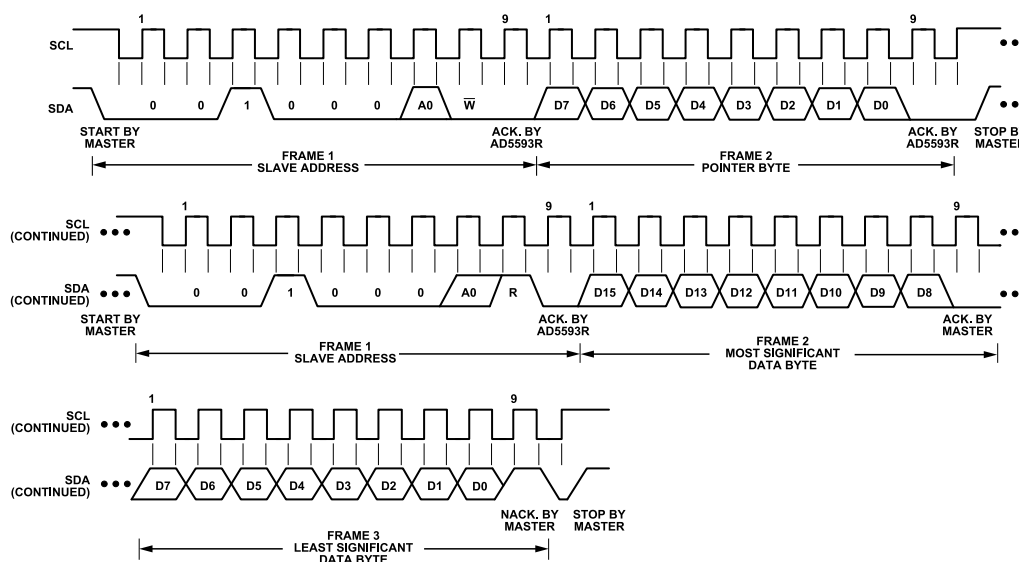 1 9 1 9
SCL
SDA
0 0 1 0 0 0 A0 W̅ D7 D6 D5 D4 D3 D2 D1 D0
START BY
MASTER
ACK. BY
AD5593R
ACK. BY
AD5593R
STOP BY
MASTER
FRAME 1
SLAVE ADDRESS
FRAME 2
POINTER BYTE
1 9 1 9
SCL
(CONTINUED)
SDA
(CONTINUED)
0 0 1 0 0 0 A0 R D15 D14 D13 D12 D11 D10 D9 D8
START BY
MASTER
ACK. BY
AD5593R
ACK. BY
MASTER
FRAME 1
SLAVE ADDRESS
FRAME 2
MOST SIGNIFICANT
DATA BYTE
1 9
SCL
(CONTINUED)
SDA
(CONTINUED)
D7 D6 D5 D4 D3 D2 D1 D0
NACK. BY
MASTER
STOP BY
MASTER
FRAME 3
LEAST SIGNIFICANT
DATA BYTE